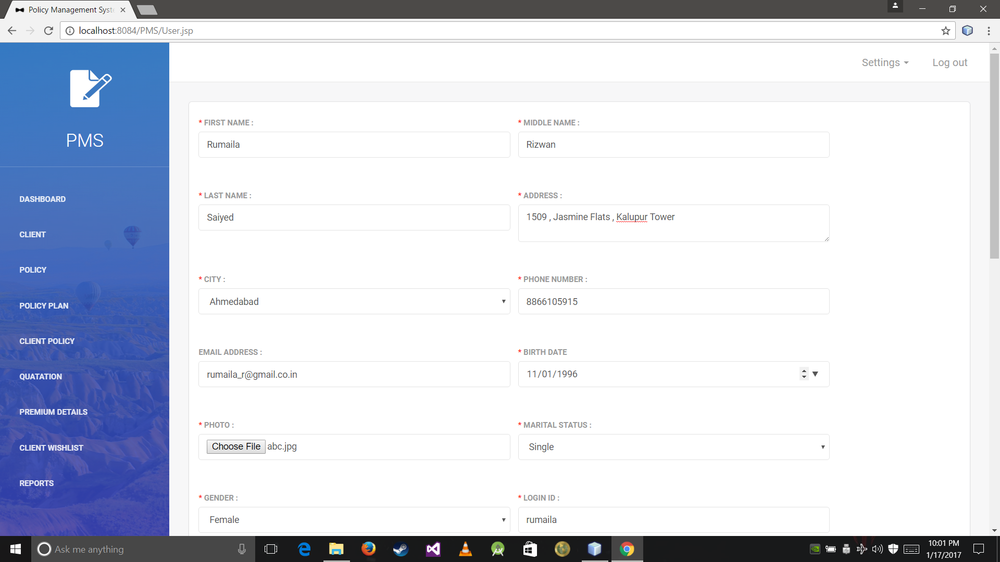 Policy Management Syste
localhost:8084/PMS/User.jsp
Settings
Log out
PMS
DASHBOARD
CLIENT
POLICY
POLICY PLAN
CLIENT POLICY
QUATATION
PREMIUM DETAILS
CLIENT WISHLIST
REPORTS
* FIRST NAME :
Rumaila
* MIDDLE NAME :
Rizwan
* LAST NAME :
Saiyed
* ADDRESS :
1509 , Jasmine Flats , Kalupur Tower
* CITY :
Ahmedabad
* PHONE NUMBER :
8866105915
EMAIL ADDRESS :
rumaila_r@gmail.co.in
* BIRTH DATE
11/01/1996
* PHOTO :
Choose File abc.jpg
* MARITAL STATUS :
Single
* GENDER :
Female
* LOGIN ID :
rumaila
Ask me anything
10:01 PM
1/17/2017